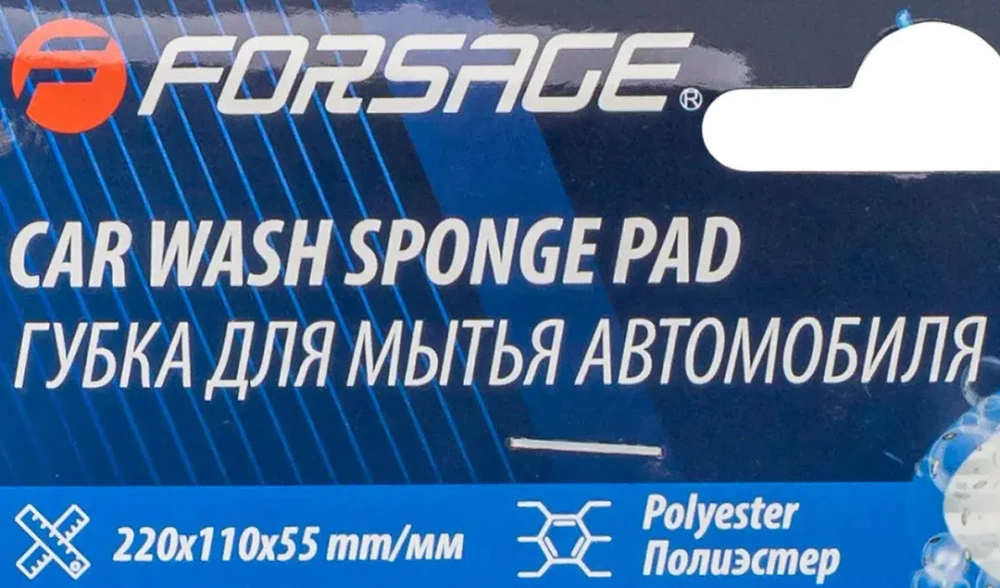 FORSAGE®
CAR WASH SPONGE PAD
ГУБКА ДЛЯ МЫТЬЯ АВТОМОБИЛЯ
220x110x55 mm/мм
Polyester
Полиэстер